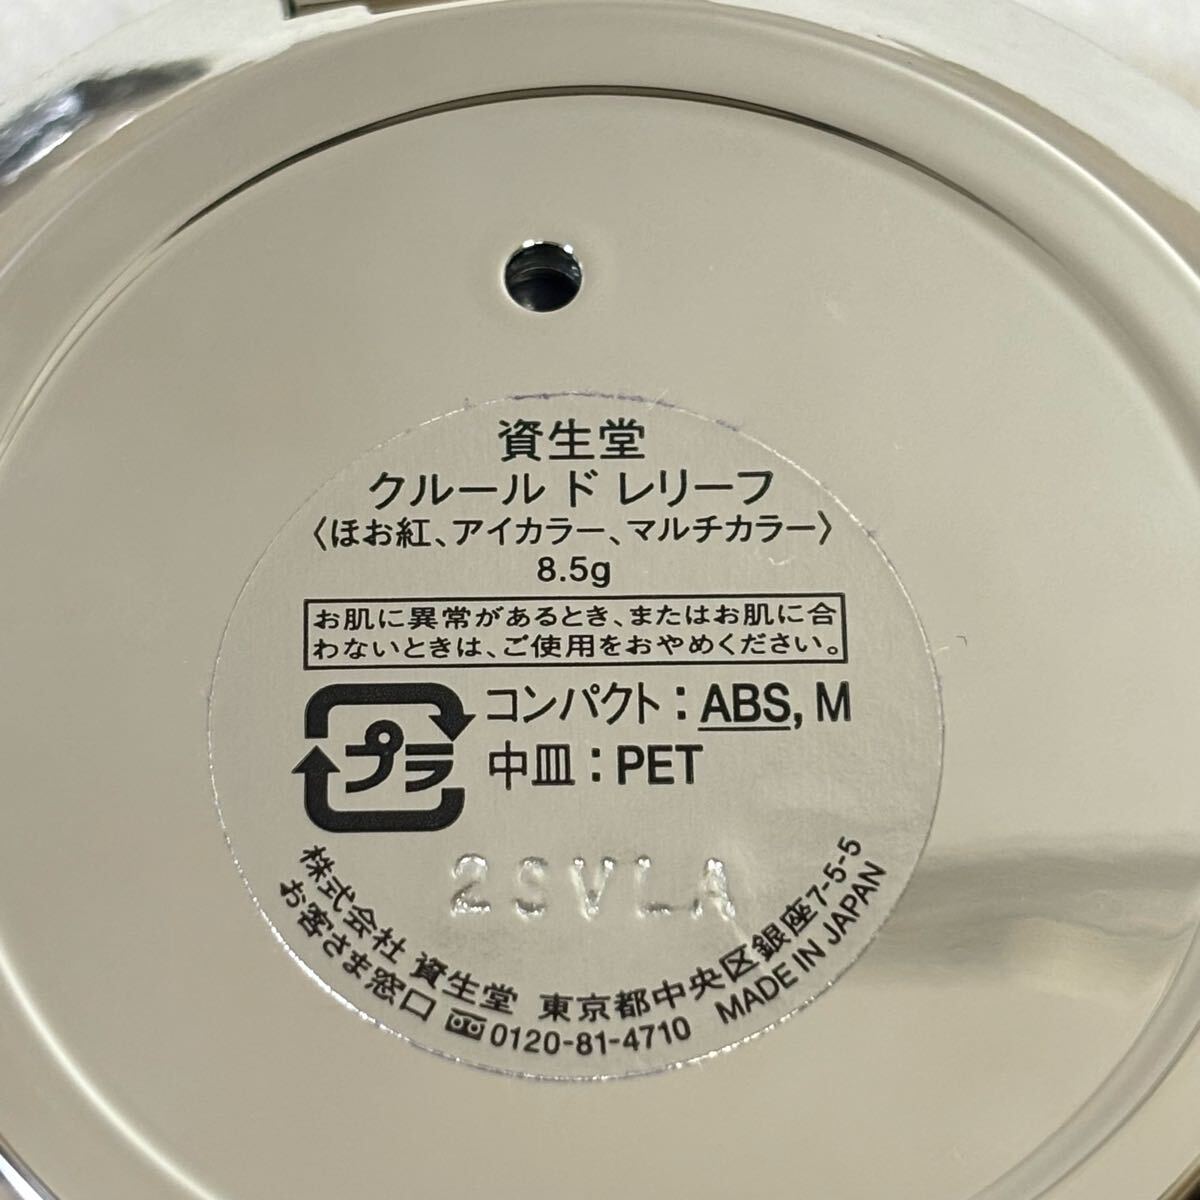 資生堂
クルール ド レリーフ
〈ほお紅、アイカラー、マルチカラー〉
8.5g
お肌に異常があるとき、またはお肌に合
わないときは、ご使用をおやめください。
プラ
コンパクト：ABS, M
中皿：PET
2SVLA
株式会社 資生堂 東京都中央区銀座7-5-5
お客さま窓口 0120-81-4710 MADE IN JAPAN